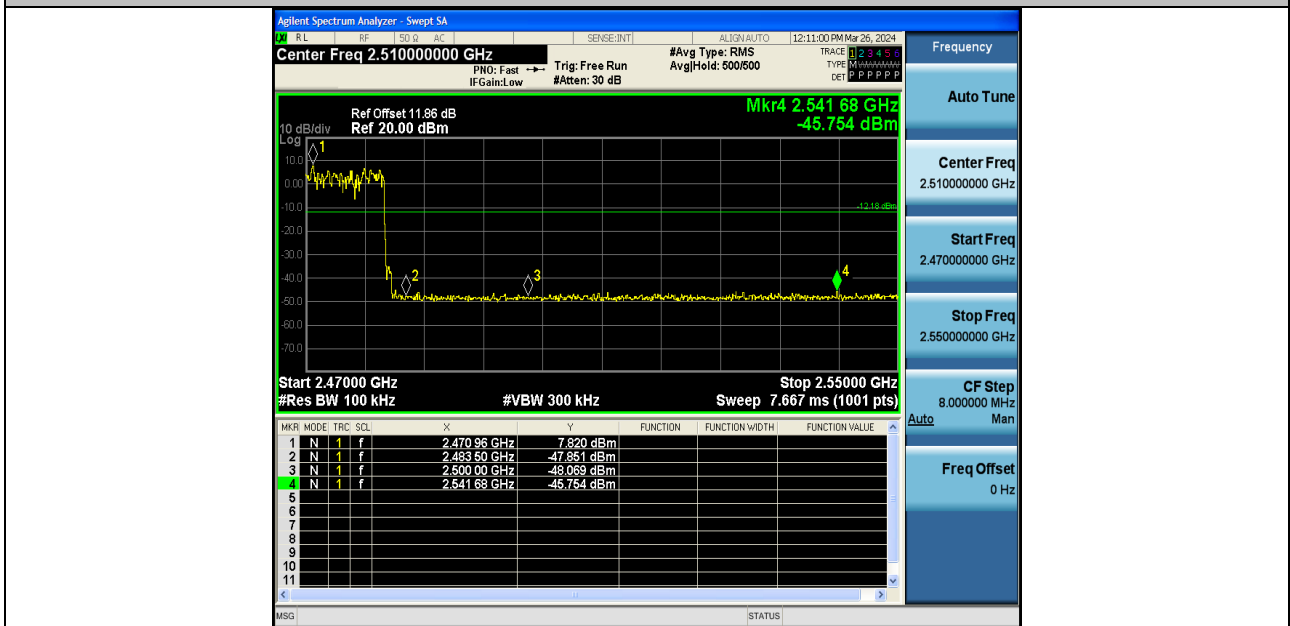 Agilent Spectrum Analyzer - Swept SA
RL RF 50 Ω AC SENSE:INT ALIGN AUTO 12:11:00 PM Mar 26, 2024
Center Freq 2.510000000 GHz
PNO: Fast
IFGain:Low
Trig: Free Run
#Atten: 30 dB
#Avg Type: RMS
Avg|Hold: 500/500
TRACE 1 2 3 4 5 6
TYPE M
DET P P P P P P
Frequency
Auto Tune
Center Freq
2.510000000 GHz
Start Freq
2.470000000 GHz
Stop Freq
2.550000000 GHz
CF Step
8.000000 MHz
Auto Man
Freq Offset
0 Hz
Mkr4 2.541 68 GHz
-45.754 dBm
Ref Offset 11.86 dB
10 dB/div Ref 20.00 dBm
Log
10.0
0.00
-10.0
-20.0
-30.0
-40.0
-50.0
-60.0
-70.0
1
2
3
4
-12.18 dBm
Start 2.47000 GHz Stop 2.55000 GHz
#Res BW 100 kHz #VBW 300 kHz Sweep 7.667 ms (1001 pts)
MKR MODE TRC SCL X Y FUNCTION FUNCTION WIDTH FUNCTION VALUE
1 N 1 f 2.470 96 GHz 7.820 dBm
2 N 1 f 2.483 50 GHz -47.851 dBm
3 N 1 f 2.500 00 GHz -48.069 dBm
4 N 1 f 2.541 68 GHz -45.754 dBm
5
6
7
8
9
10
11
MSG STATUS